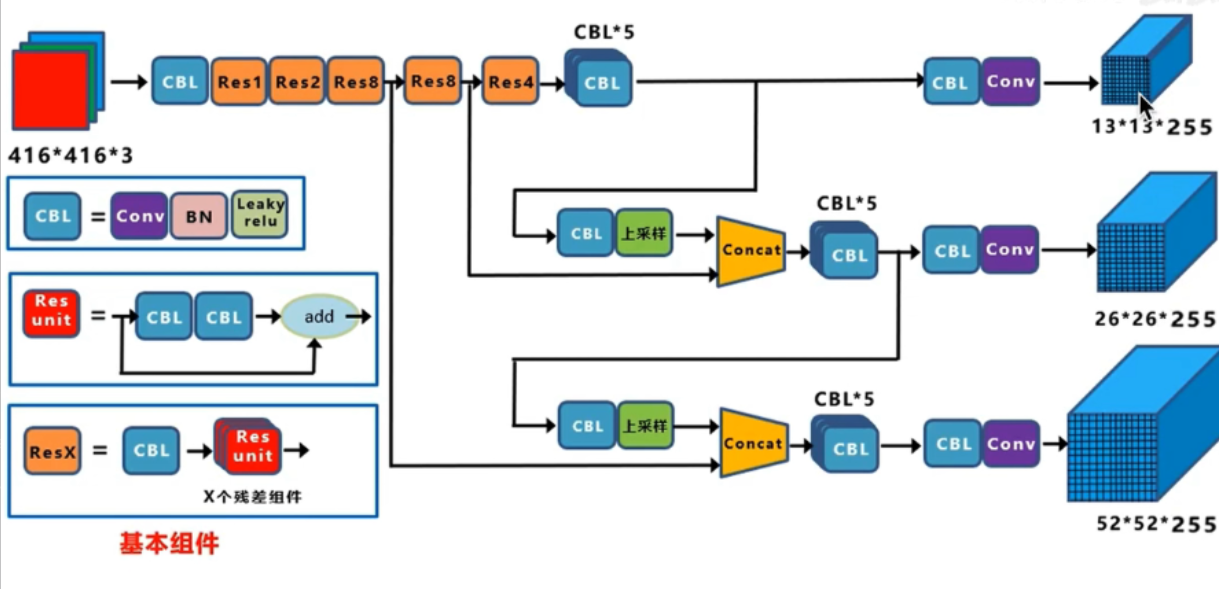 CBL*5
CBL Res1 Res2 Res8 Res8 Res4 CBL CBL Conv
13*13*255
416*416*3
CBL = Conv BN Leaky relu
CBL*5
CBL 上采样 Concat CBL CBL Conv
26*26*255
Res unit = CBL CBL add
CBL*5
CBL 上采样 Concat CBL CBL Conv
52*52*255
ResX = CBL Res unit
X个残差组件
基本组件